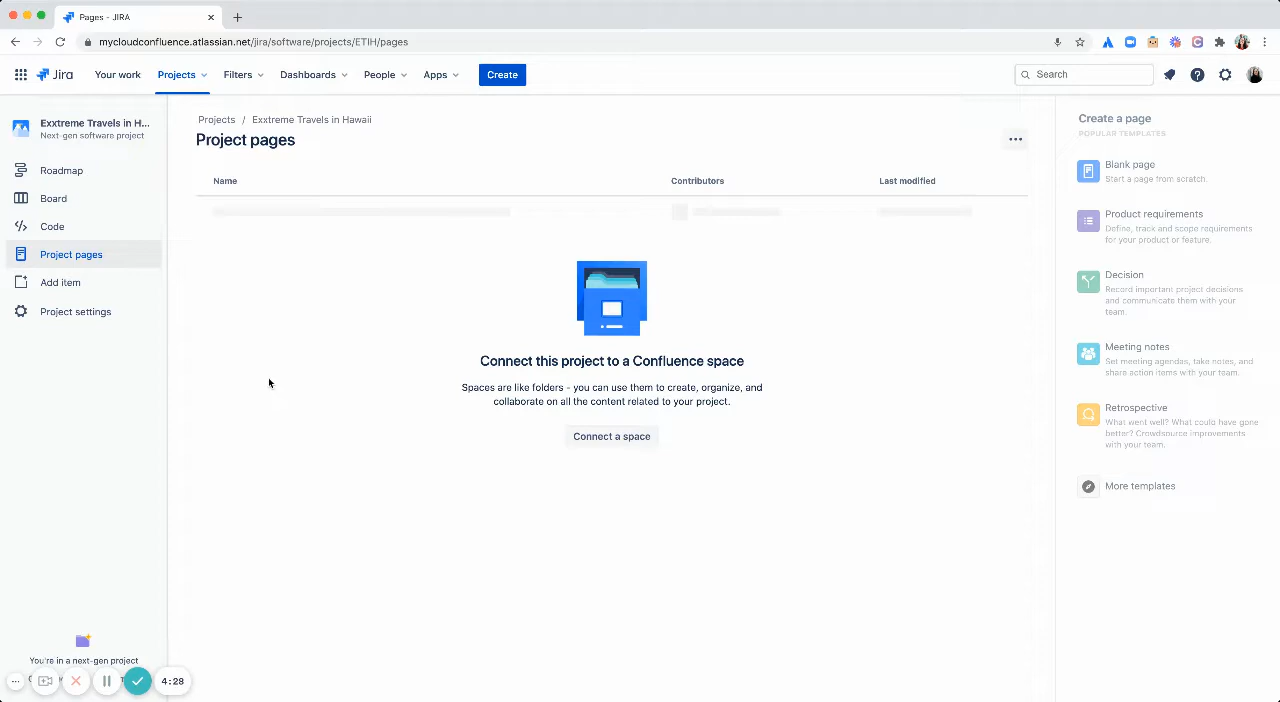 Pages - JIRA
mycloudconfluence.atlassian.net/jira/software/projects/ETIH/pages
Jira
Your work
Projects
Filters
Dashboards
People
Apps
Create
Search
Exxtreme Travels in H...
Next-gen software project
Roadmap
Board
Code
Project pages
Add item
Project settings
You're in a next-gen project
4:28
Projects / Exxtreme Travels in Hawaii
Project pages
Name
Contributors
Last modified
Connect this project to a Confluence space
Spaces are like folders - you can use them to create, organize, and
collaborate on all the content related to your project.
Connect a space
Create a page
POPULAR TEMPLATES
Blank page
Start a page from scratch.
Product requirements
Define, track and scope requirements
for your product or feature.
Decision
Record important project decisions
and communicate them with your
team.
Meeting notes
Set meeting agendas, take notes, and
share action items with your team.
Retrospective
What went well? What could have gone
better? Crowdsource improvements
with your team.
More templates